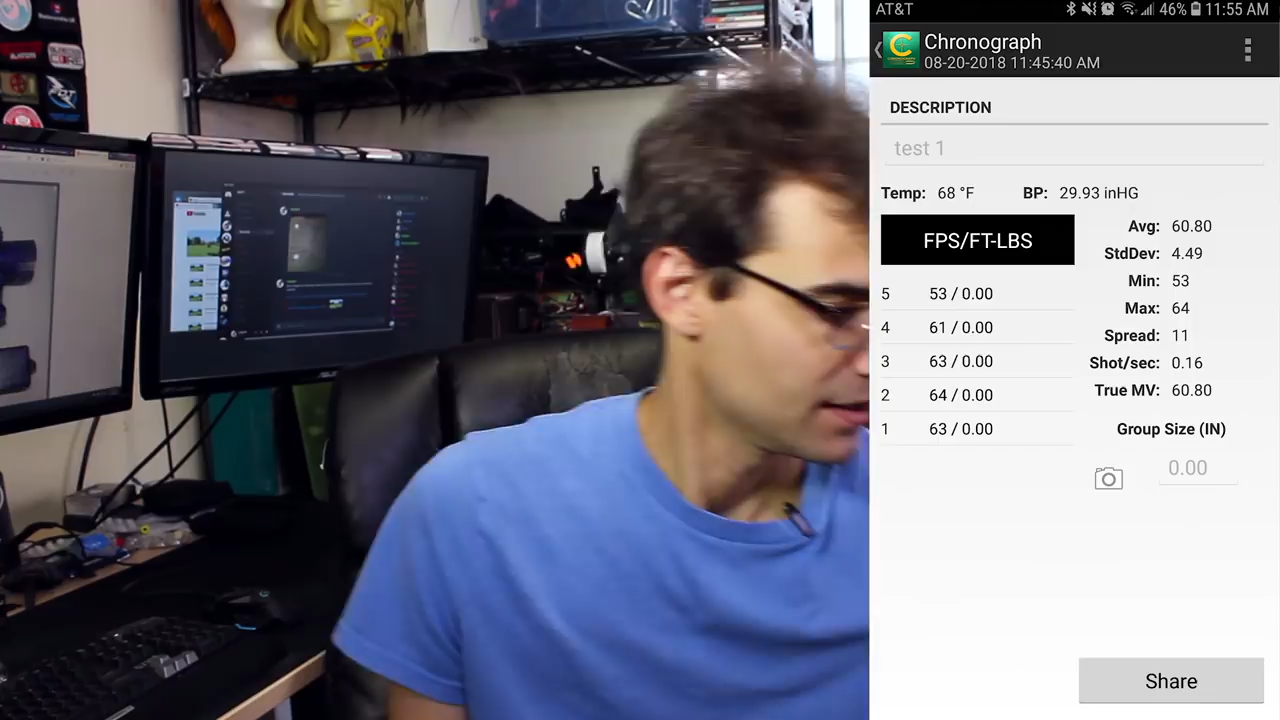 AT&T 46% 11:55 AM
Chronograph
08-20-2018 11:45:40 AM
DESCRIPTION
test 1
Temp: 68 °F BP: 29.93 inHG
FPS/FT-LBS
5 53 / 0.00
4 61 / 0.00
3 63 / 0.00
2 64 / 0.00
1 63 / 0.00
Avg: 60.80
StdDev: 4.49
Min: 53
Max: 64
Spread: 11
Shot/sec: 0.16
True MV: 60.80
Group Size (IN)
0.00
Share